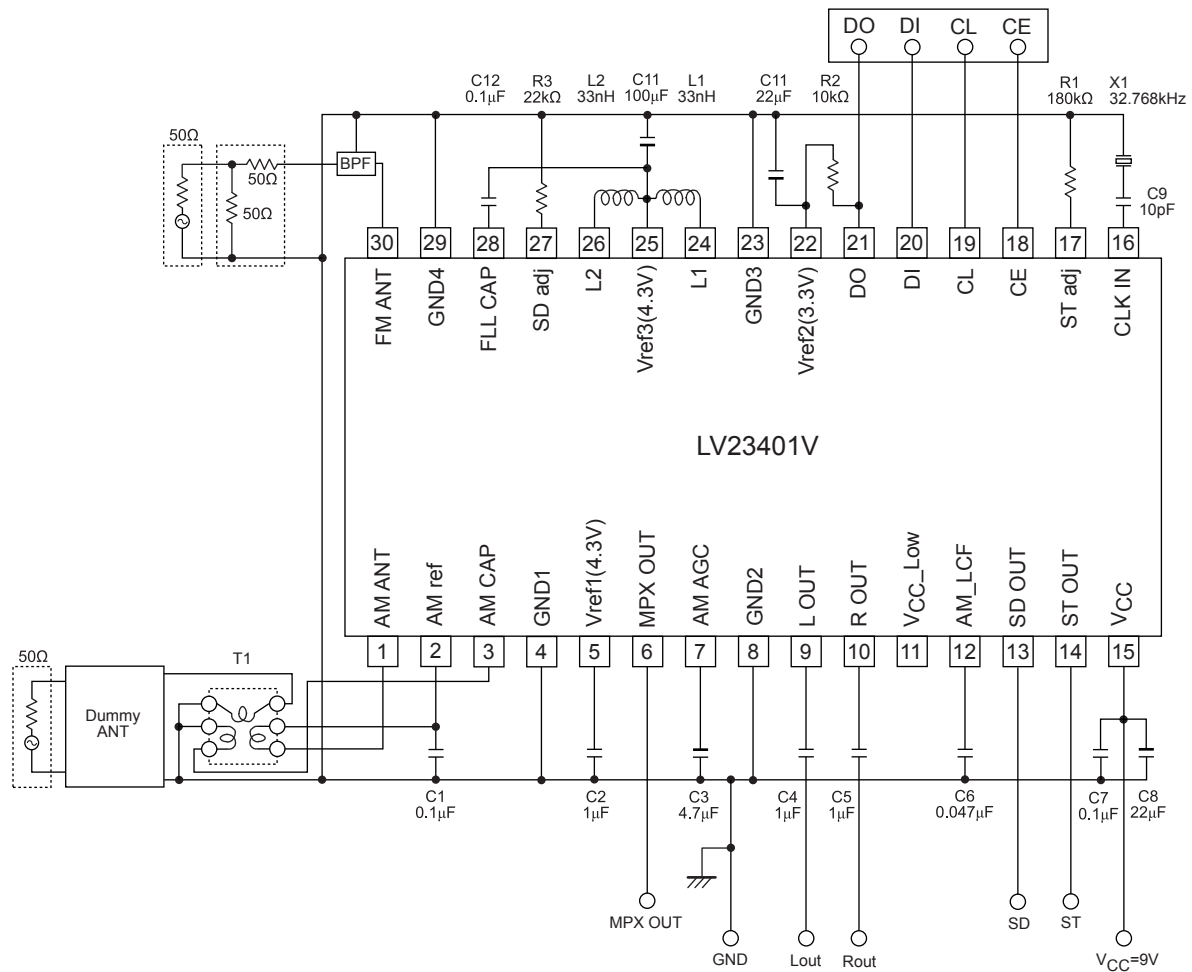 DO DI CL CE
C12 R3 L2 C11 L1 C11 R2 R1 X1
0.1μF 22kΩ 33nH 100μF 33nH 22μF 10kΩ 180kΩ 32.768kHz
50Ω
BPF
50Ω
50Ω
C9
10pF
30 29 28 27 26 25 24 23 22 21 20 19 18 17 16
FM ANT
GND4
FLL CAP
SD adj
L2
Vref3(4.3V)
L1
GND3
Vref2(3.3V)
DO
DI
CL
CE
ST adj
CLK IN
LV23401V
AM ANT
AM ref
AM CAP
GND1
Vref1(4.3V)
MPX OUT
AM AGC
GND2
L OUT
R OUT
VCC_Low
AM_LCF
SD OUT
ST OUT
VCC
1 2 3 4 5 6 7 8 9 10 11 12 13 14 15
50Ω
T1
Dummy
ANT
C1
0.1μF
C2
1μF
C3
4.7μF
C4
1μF
C5
1μF
C6
0.047μF
C7
0.1μF
C8
22μF
MPX OUT
GND
Lout
Rout
SD
ST
VCC=9V